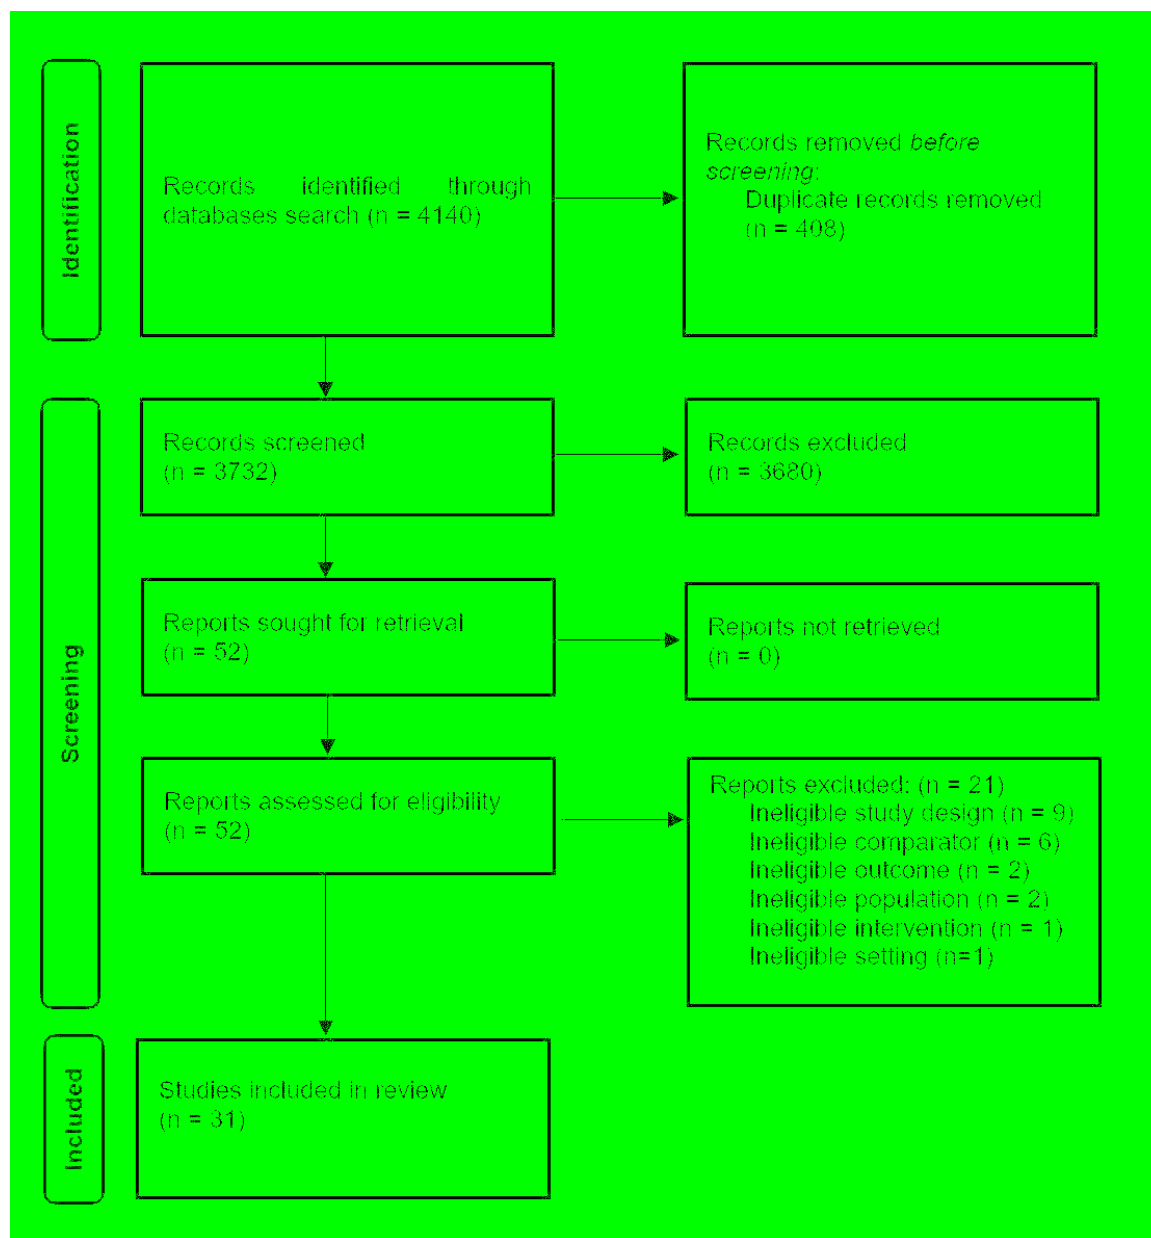 Identification
Records identified through
databases search (n = 4140)
Records removed before
screening:
Duplicate records removed
(n = 408)
Screening
Records screened
(n = 3732)
Records excluded
(n = 3680)
Reports sought for retrieval
(n = 52)
Reports not retrieved
(n = 0)
Reports assessed for eligibility
(n = 52)
Reports excluded: (n = 21)
Ineligible study design (n = 9)
Ineligible comparator (n = 6)
Ineligible outcome (n = 2)
Ineligible population (n = 2)
Ineligible intervention (n = 1)
Ineligible setting (n=1)
Included
Studies included in review
(n = 31)